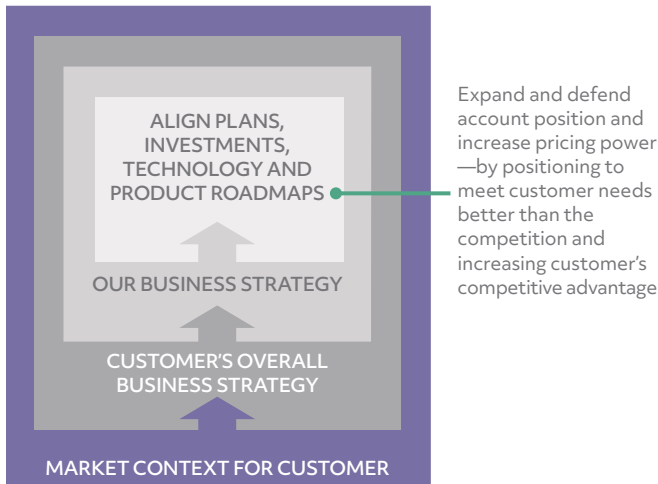 ALIGN PLANS,
INVESTMENTS,
TECHNOLOGY AND
PRODUCT ROADMAPS
OUR BUSINESS STRATEGY
CUSTOMER’S OVERALL
BUSINESS STRATEGY
MARKET CONTEXT FOR CUSTOMER
Expand and defend
account position and
increase pricing power
—by positioning to
meet customer needs
better than the
competition and
increasing customer’s
competitive advantage